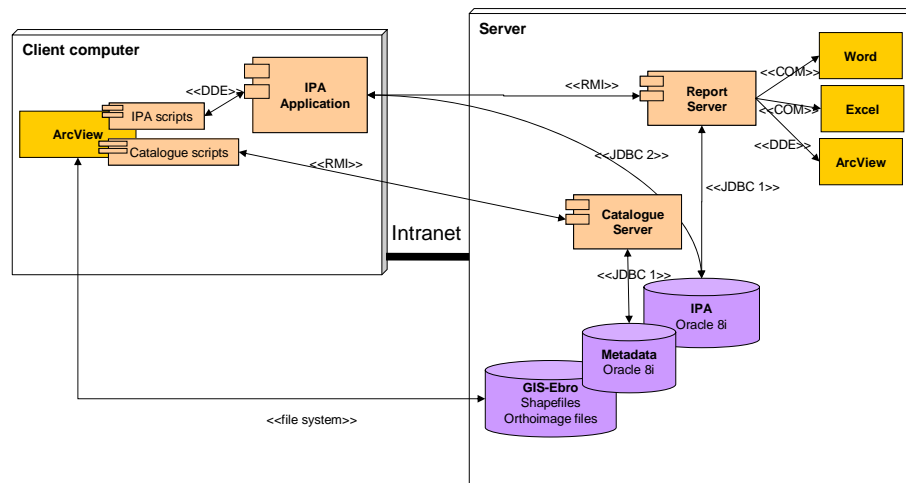 Client computer
Server
<<DDE>>
IPA
Application
IPA scripts
ArcView
Catalogue scripts
<<RMI>>
<<RMI>>
Report
Server
<<COM>>
Word
<<COM>>
Excel
<<DDE>>
ArcView
<<JDBC 2>>
<<JDBC 1>>
Catalogue
Server
Intranet
<<JDBC 1>>
IPA
Oracle 8i
Metadata
Oracle 8i
GIS-Ebro
Shapefiles
Orthoimage files
<<file system>>